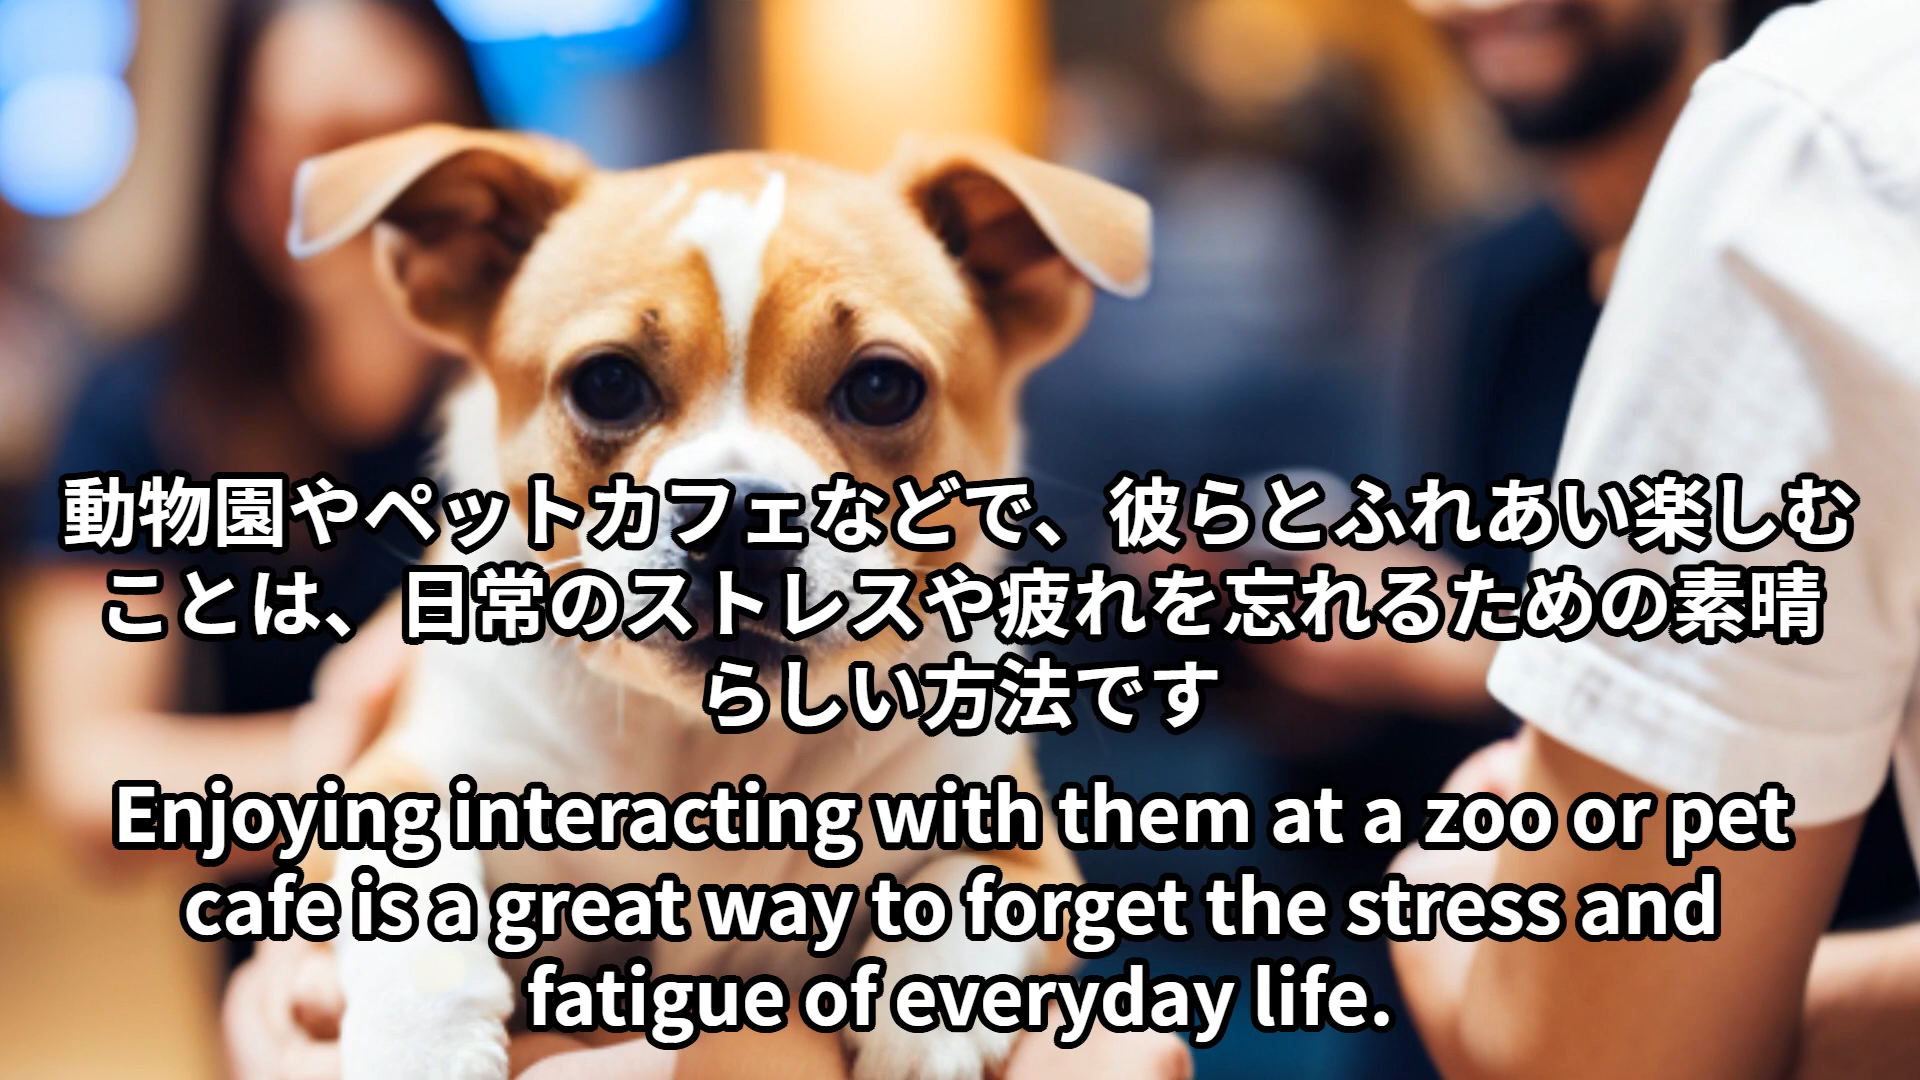 動物園やペットカフェなどで、彼らとふれあい楽しむ
ことは、日常のストレスや疲れを忘れるための素晴
らしい方法です
Enjoying interacting with them at a zoo or pet
cafe is a great way to forget the stress and
fatigue of everyday life.